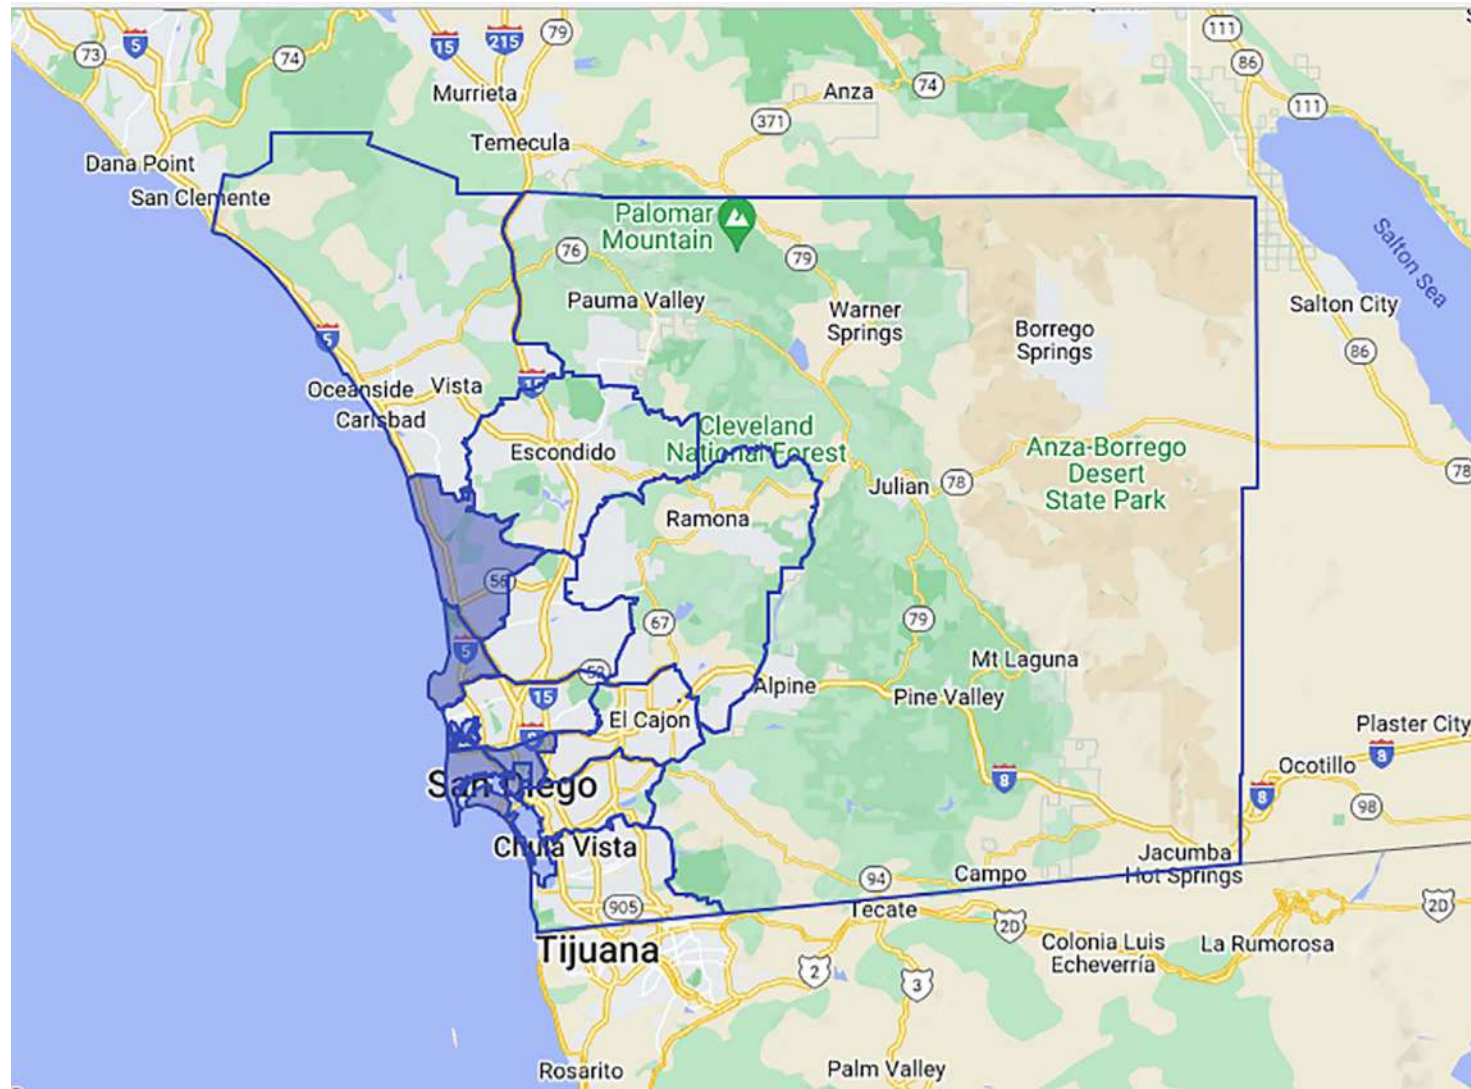 5
15
215
79
111
73
74
86
Murrieta
Anza
74
111
371
Temecula
Dana Point
San Clemente
Palomar
Mountain
76
79
Salton Sea
Pauma Valley
Warner
Springs
Salton City
Borrego
Springs
5
86
15
Oceanside
Vista
Carlsbad
Cleveland
National Forest
Escondido
Anza-Borrego
Desert
State Park
78
Julian
78
Ramona
56
79
67
5
Mt Laguna
52
Alpine
15
Pine Valley
El Cajon
Plaster City
8
8
Ocotillo
San Diego
8
8
98
Chula Vista
Jacumba
Hot Springs
94
Campo
905
Tecate
2D
2D
Tijuana
Colonia Luis
Echeverría
La Rumorosa
2
3
Rosarito
Palm Valley